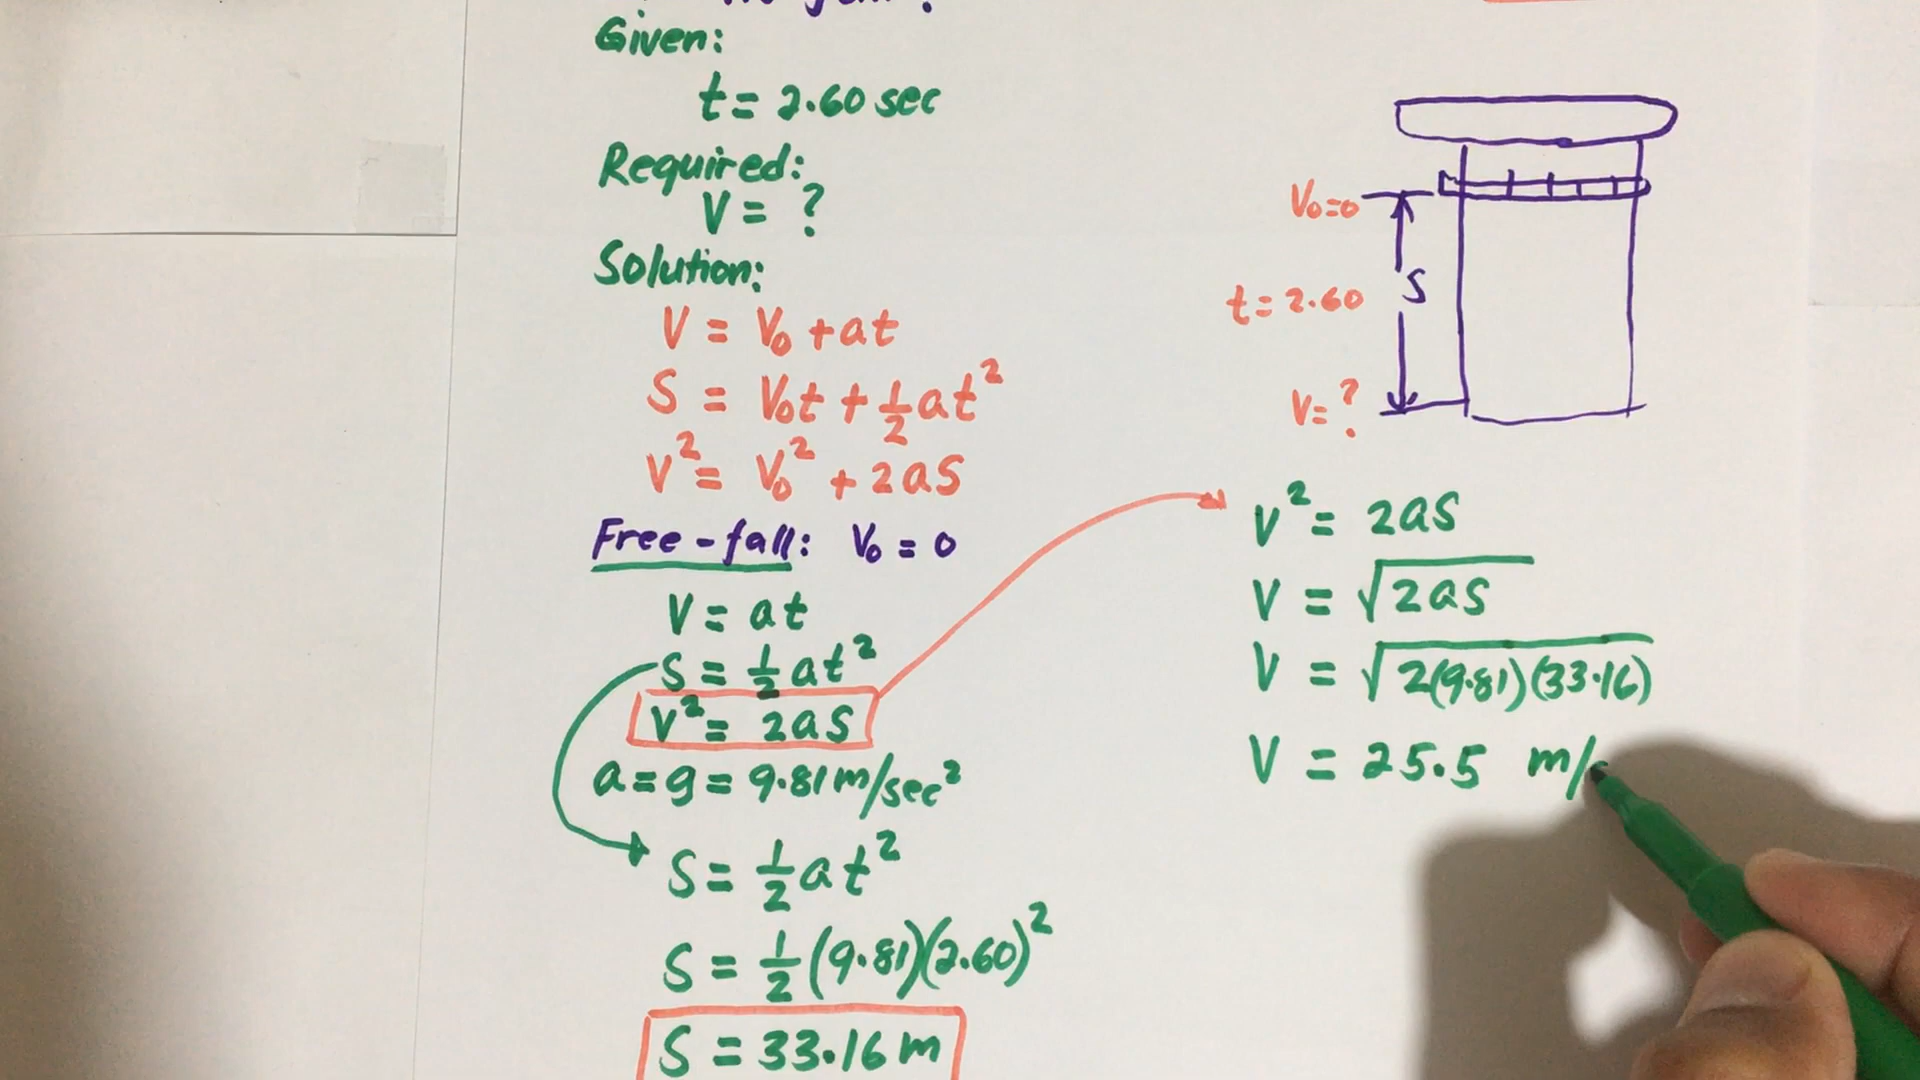 Given:
t = 2.60 sec
Required:
V = ?
Solution:
V = V₀ + at
S = V₀t + ½at²
V² = V₀² + 2aS
Free-fall: V₀ = 0
V = at
S = ½at²
V² = 2aS
a = g = 9.81 m/sec²
S = ½at²
S = ½(9.81)(2.60)²
S = 33.16 m
V₀=0
t = 2.60
S
V= ?
V² = 2aS
V = √2aS
V = √2(9.81)(33.16)
V = 25.5 m/